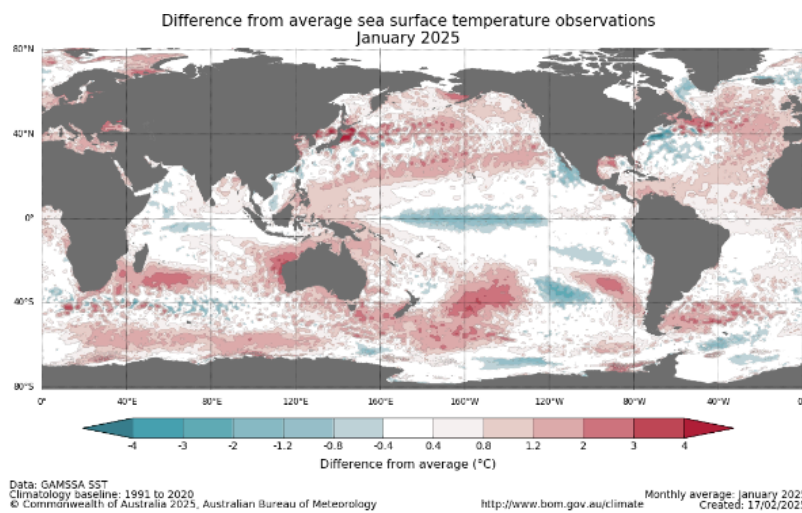 Difference from average sea surface temperature observations
January 2025
80°N
40°N
0°
40°S
80°S
0° 40°E 80°E 120°E 160°E 160°W 120°W 80°W 40°W 0°
-4 -3 -2 -1.2 -0.8 -0.4 0.4 0.8 1.2 2 3 4
Difference from average (°C)
Data: GAMSSA SST
Climatology baseline: 1991 to 2020
© Commonwealth of Australia 2025, Australian Bureau of Meteorology
http://www.bom.gov.au/climate
Monthly average: January 2025
Created: 17/02/2025